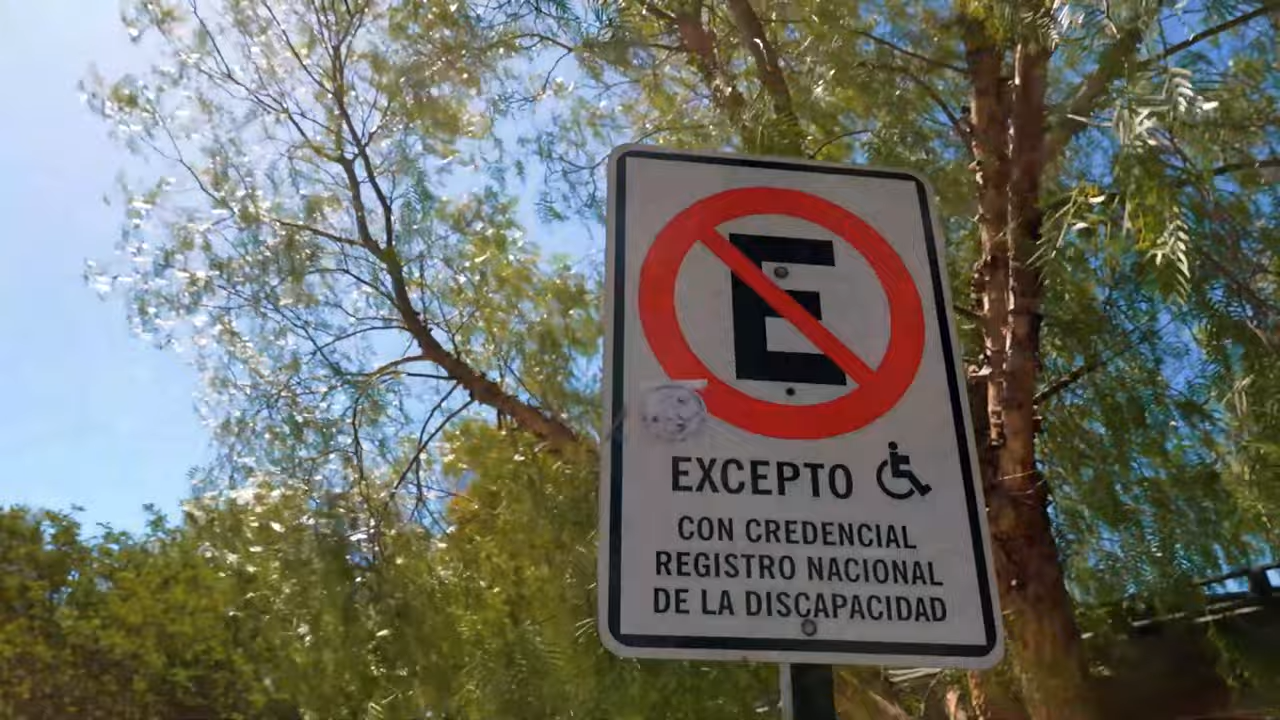 E
EXCEPTO
CON CREDENCIAL
REGISTRO NACIONAL
DE LA DISCAPACIDAD